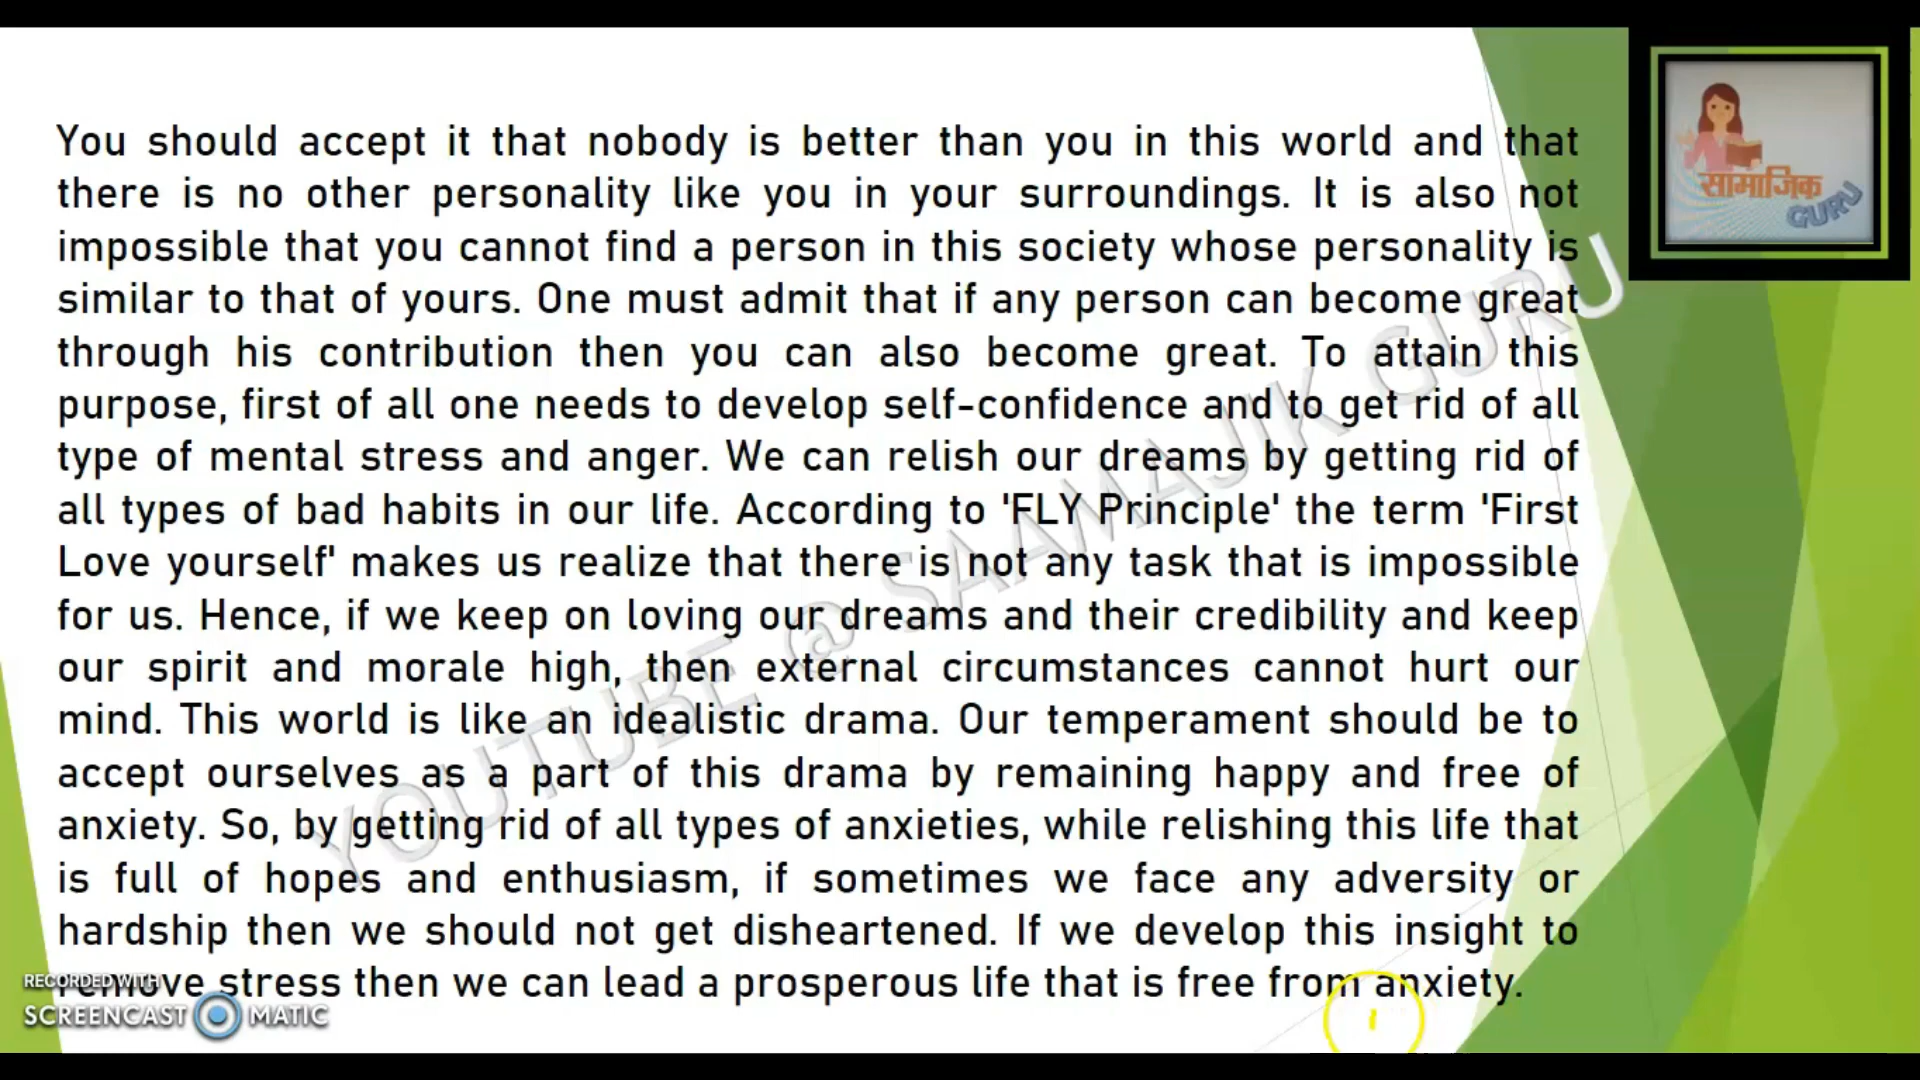 You should accept it that nobody is better than you in this world and that
there is no other personality like you in your surroundings. It is also not
impossible that you cannot find a person in this society whose personality is
similar to that of yours. One must admit that if any person can become great
through his contribution then you can also become great. To attain this
purpose, first of all one needs to develop self-confidence and to get rid of all
type of mental stress and anger. We can relish our dreams by getting rid of
all types of bad habits in our life. According to 'FLY Principle' the term 'First
Love yourself' makes us realize that there is not any task that is impossible
for us. Hence, if we keep on loving our dreams and their credibility and keep
our spirit and morale high, then external circumstances cannot hurt our
mind. This world is like an idealistic drama. Our temperament should be to
accept ourselves as a part of this drama by remaining happy and free of
anxiety. So, by getting rid of all types of anxieties, while relishing this life that
is full of hopes and enthusiasm, if sometimes we face any adversity or
hardship then we should not get disheartened. If we develop this insight to
remove stress then we can lead a prosperous life that is free from anxiety.
सामाजिक
GURU
YOUTUBE @ SAAMAJIK GURU
RECORDED WITH
SCREENCAST MATIC